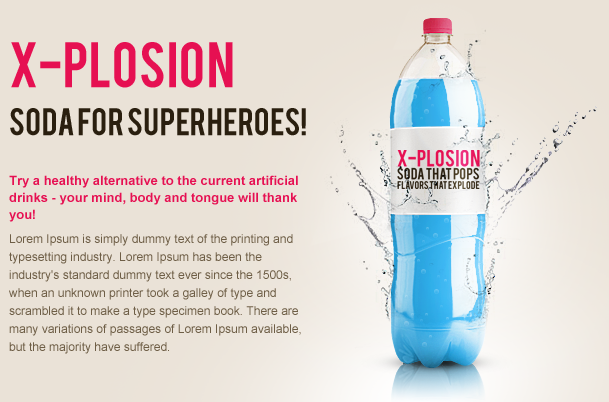 X-PLOSION
SODA FOR SUPERHEROES!
Try a healthy alternative to the current artificial
drinks - your mind, body and tongue will thank
you!
Lorem Ipsum is simply dummy text of the printing and
typesetting industry. Lorem Ipsum has been the
industry's standard dummy text ever since the 1500s,
when an unknown printer took a galley of type and
scrambled it to make a type specimen book. There are
many variations of passages of Lorem Ipsum available,
but the majority have suffered.
X-PLOSION
SODA THAT POPS
FLAVORS THAT EXPLODE